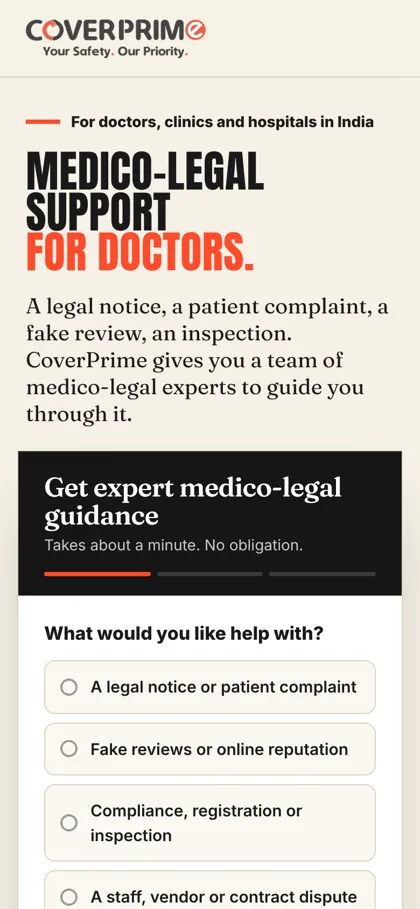 COVERPRIME
Your Safety. Our Priority.
For doctors, clinics and hospitals in India
MEDICO-LEGAL
SUPPORT
FOR DOCTORS.
A legal notice, a patient complaint, a
fake review, an inspection.
CoverPrime gives you a team of
medico-legal experts to guide you
through it.
Get expert medico-legal
guidance
Takes about a minute. No obligation.
What would you like help with?
A legal notice or patient complaint
Fake reviews or online reputation
Compliance, registration or
inspection
A staff, vendor or contract dispute